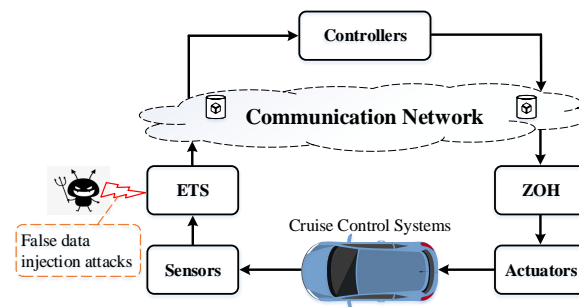 Controllers
Communication Network
ETS
ZOH
Cruise Control Systems
False data
injection attacks
Sensors
Actuators